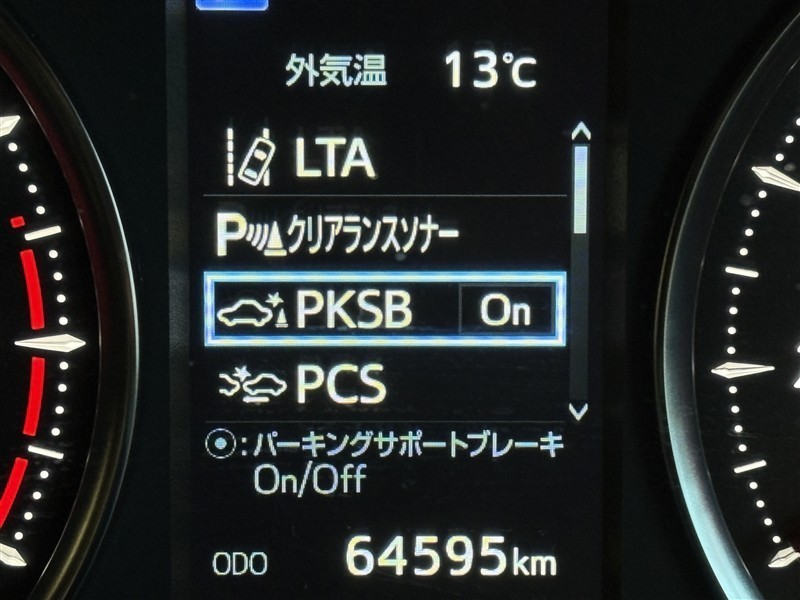 外気温 13℃
LTA
Pクリアランスソナー
PKSB On
PCS
⦿:パーキングサポートブレーキ
On/Off
ODO 64595km